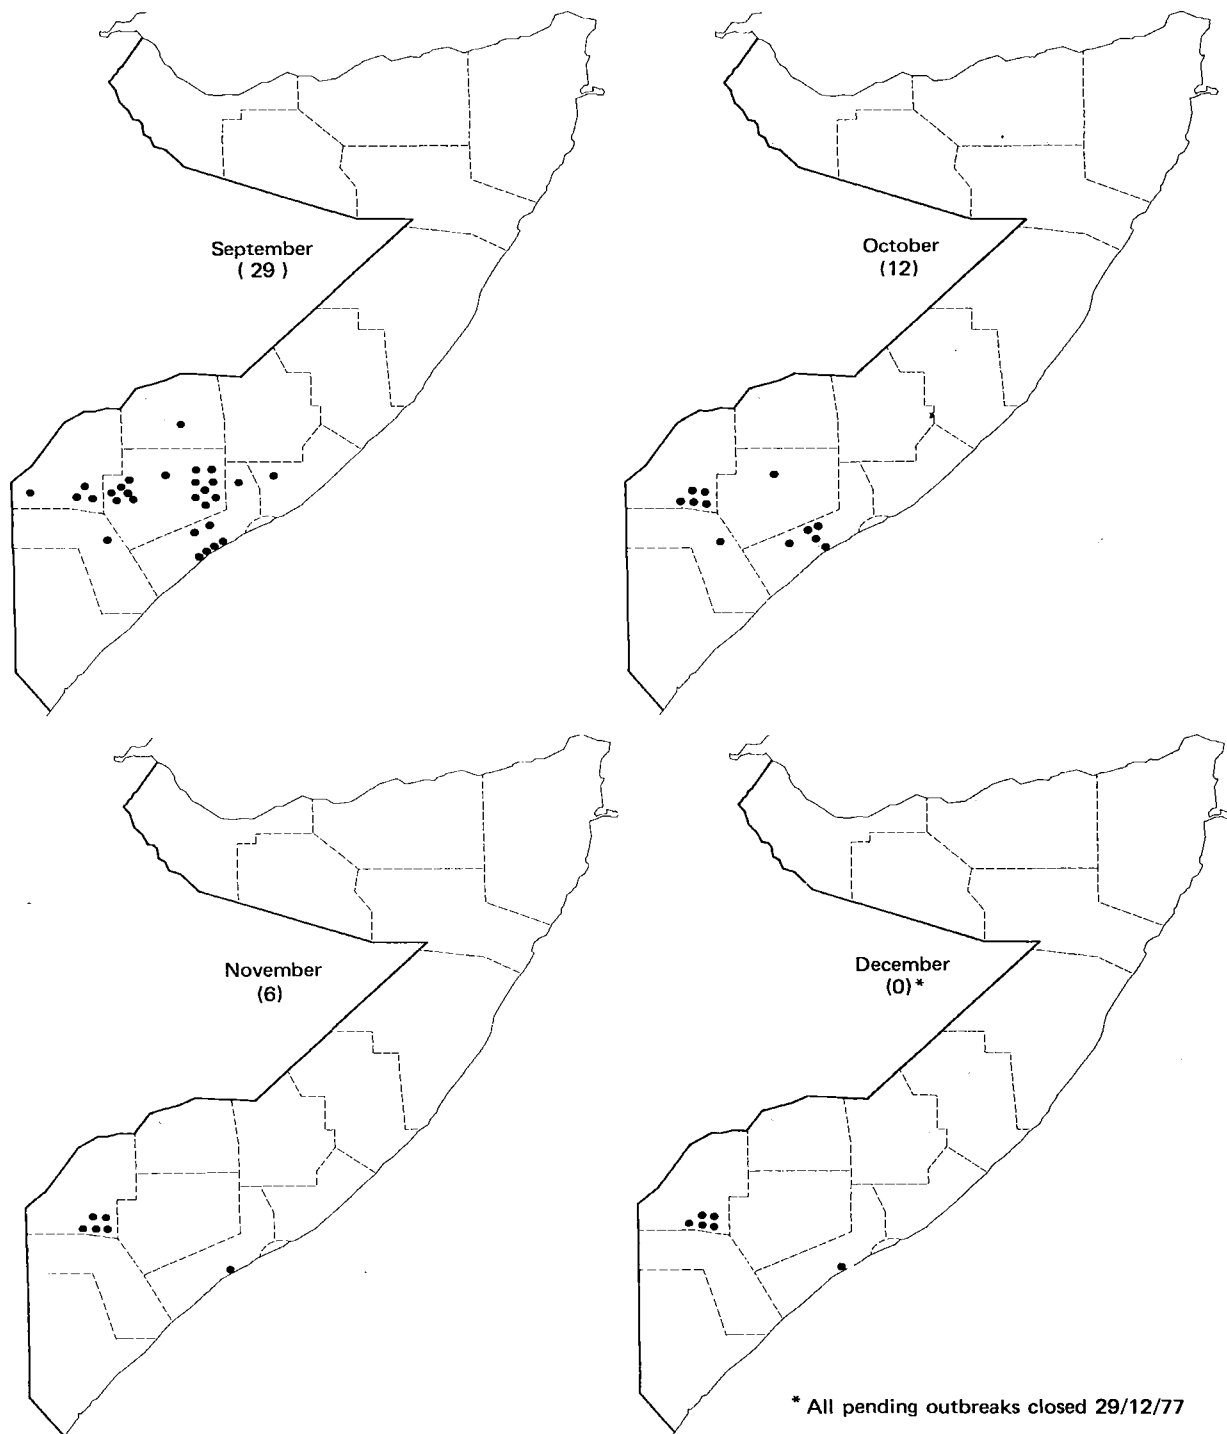 September
( 29 )
October
(12)
November
(6)
December
(0)*
* All pending outbreaks closed 29/12/77